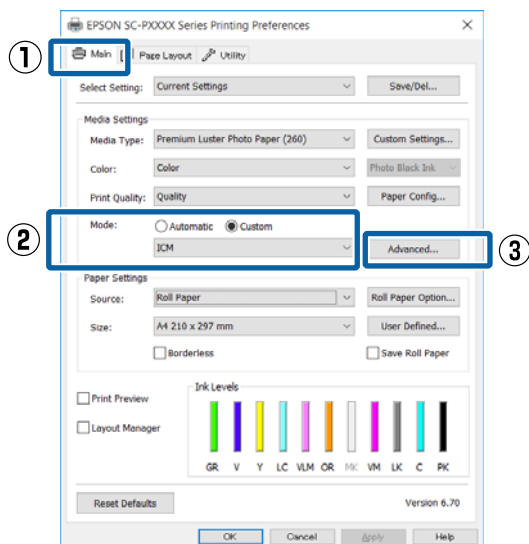 EPSON SC-PXXXX Series Printing Preferences
①
Main Page Layout Utility
Select Setting: Current Settings Save/Del...
Media Settings
Media Type: Premium Luster Photo Paper (260) Custom Settings...
Color: Color Photo Black Ink
Print Quality: Quality Paper Config...
Mode: Automatic Custom
②
ICM Advanced...
③
Paper Settings
Source: Roll Paper Roll Paper Option...
Size: A4 210 x 297 mm User Defined...
Borderless Save Roll Paper
Ink Levels
Print Preview
Layout Manager
GR V Y LC VLM OR MK VM LK C PK
Reset Defaults Version 6.70
OK Cancel Apply Help